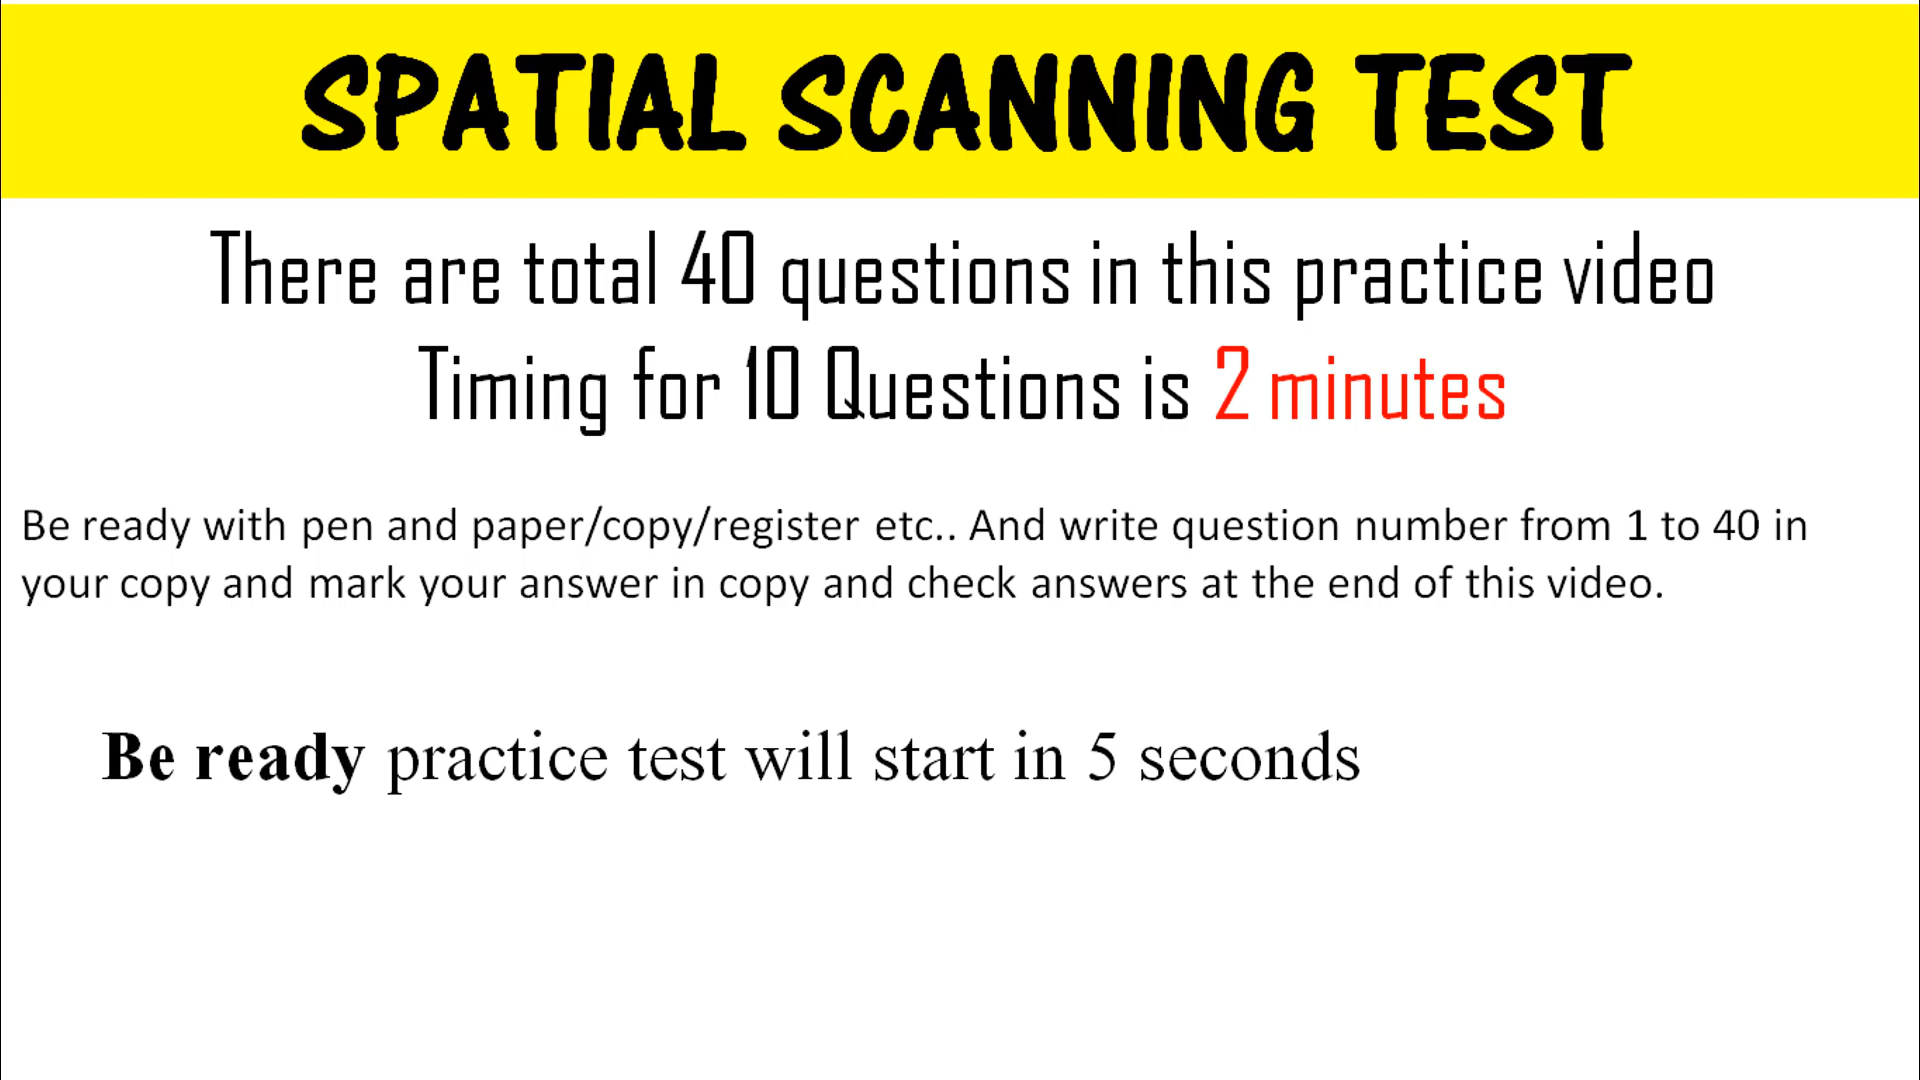 SPATIAL SCANNING TEST
There are total 40 questions in this practice video
Timing for 10 Questions is 2 minutes
Be ready with pen and paper/copy/register etc.. And write question number from 1 to 40 in
your copy and mark your answer in copy and check answers at the end of this video.
Be ready practice test will start in 5 seconds